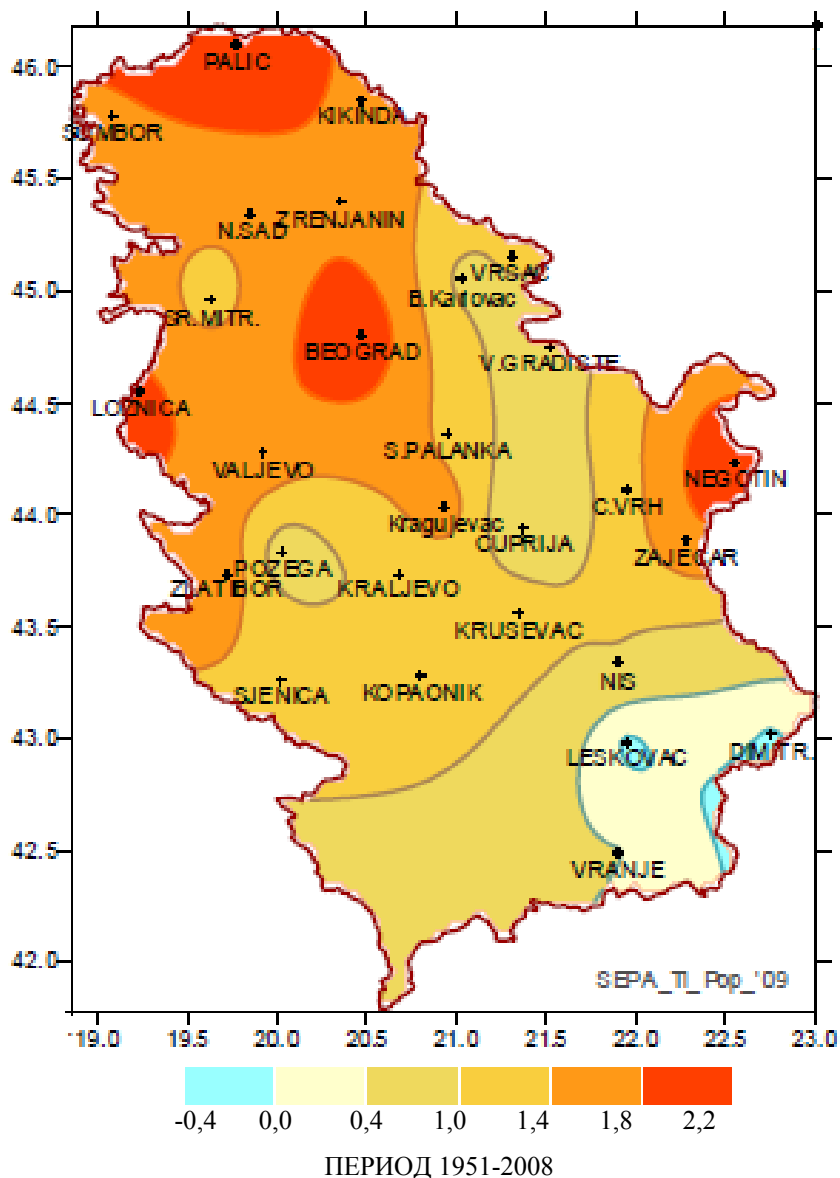 46.0
PALIC
KIKINDA
SOMBOR
45.5
N.SAD
ZRENJANIN
VRSAC
45.0
B.Karlovac
SR.MITR.
BEOGRAD
V.GRADISTE
44.5
LOZNICA
S.PALANKA
VALJEVO
NEGOTIN
C.VRH
44.0
Kragujevac
CUPRIJA
ZAJECAR
POZEGA
ZLATIBOR
KRALJEVO
43.5
KRUSEVAC
NIS
SJENICA
KOPAONIK
43.0
LESKOVAC
DIMITR.
42.5
VRANJE
42.0
SEPA_TI_Pop_'09
19.0 19.5 20.0 20.5 21.0 21.5 22.0 22.5 23.0
-0,4 0,0 0,4 1,0 1,4 1,8 2,2
ПЕРИОД 1951-2008